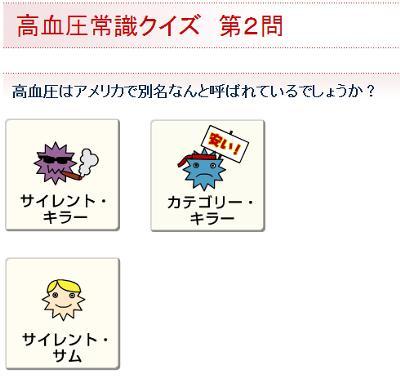 高血圧常識クイズ 第2問
高血圧はアメリカで別名なんと呼ばれているでしょうか？
サイレント・
キラー
安い！
カテゴリー・
キラー
サイレント・
サム